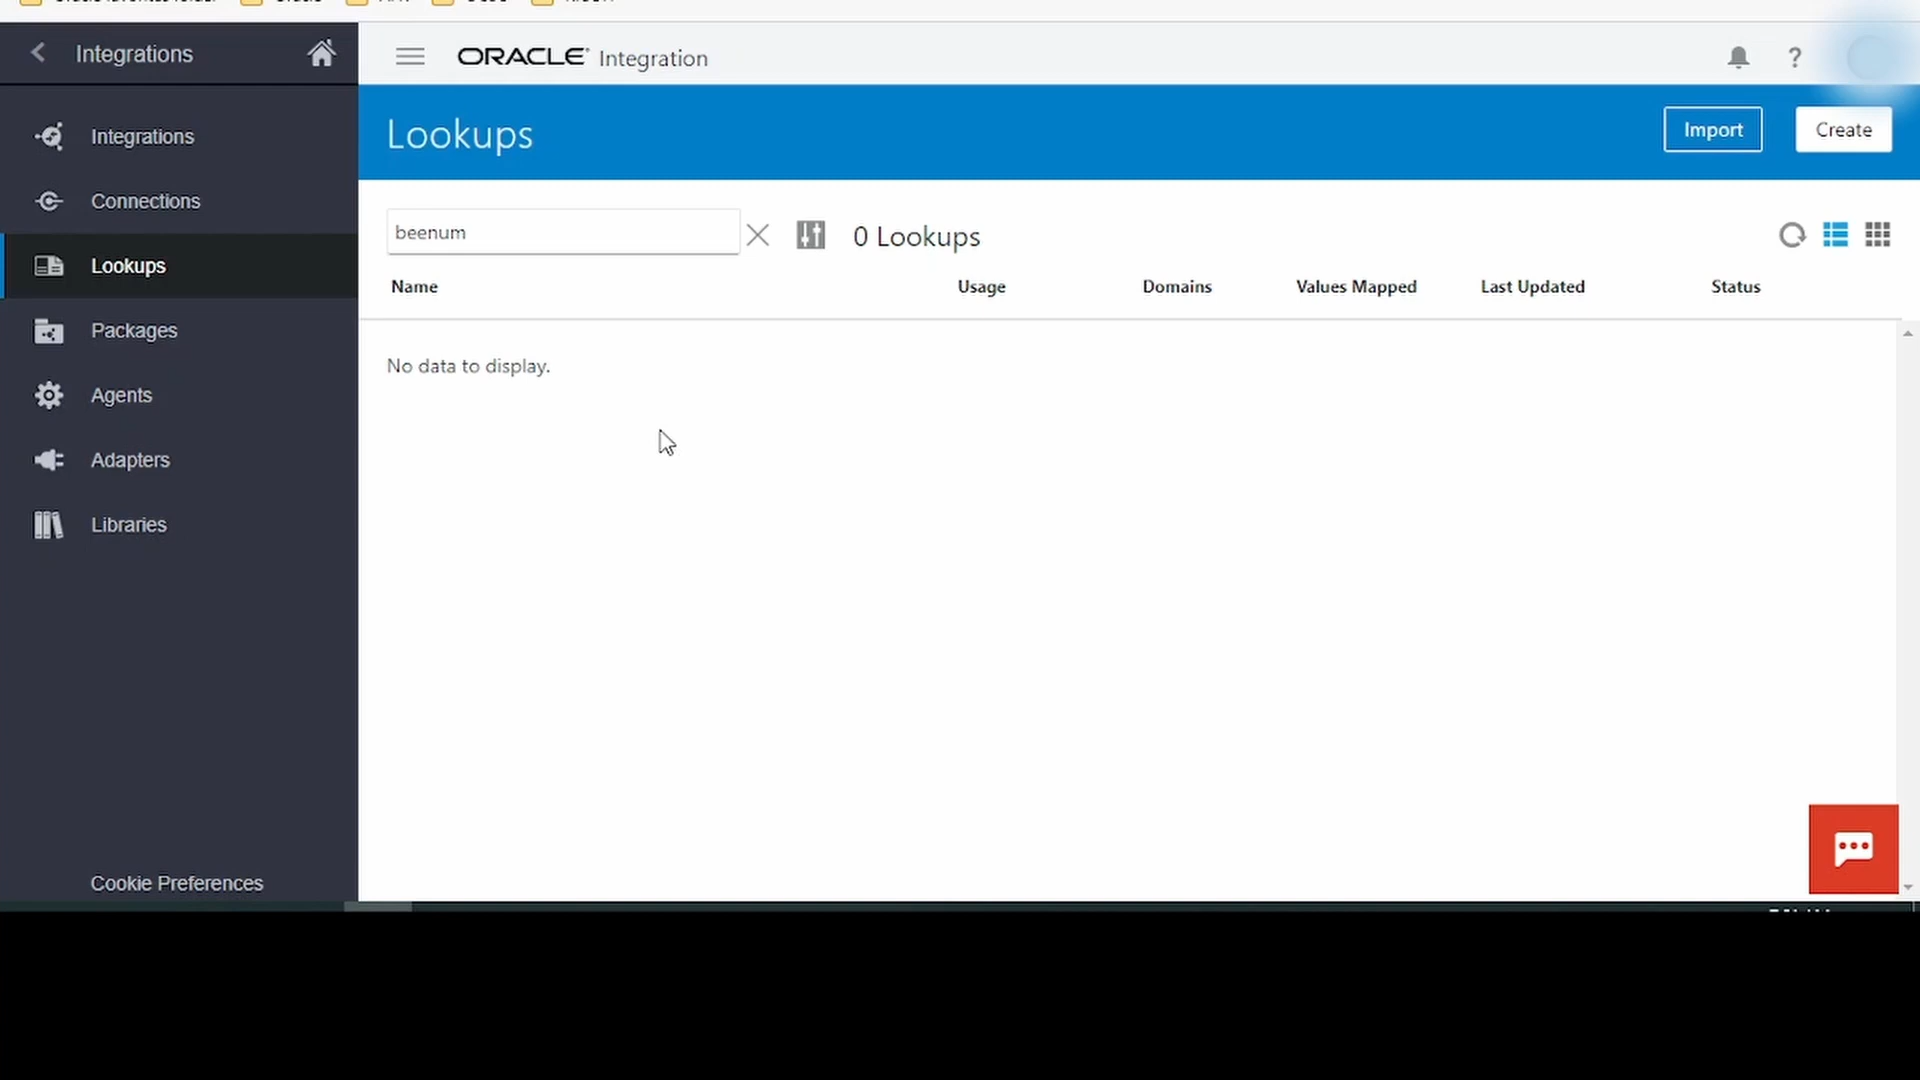 Integrations
ORACLE Integration
?
Integrations
Connections
Lookups
Packages
Agents
Adapters
Libraries
Cookie Preferences
Lookups
Import
Create
beenum
0 Lookups
Name Usage Domains Values Mapped Last Updated Status
No data to display.